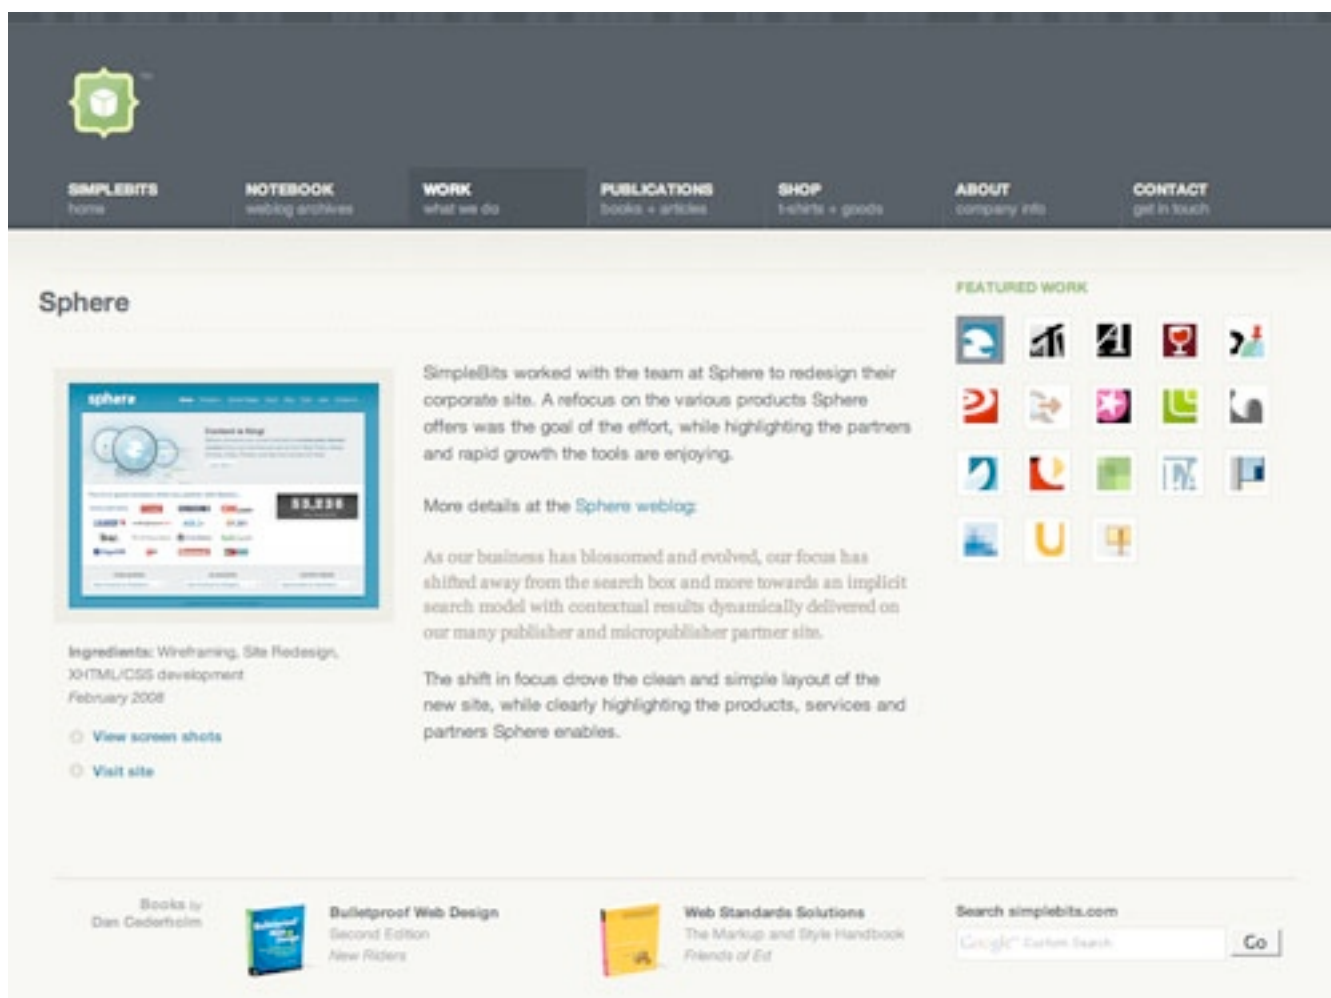 SIMPLEBITS
home
NOTEBOOK
weblog archives
WORK
what we do
PUBLICATIONS
books + articles
SHOP
t-shirts + goods
ABOUT
company info
CONTACT
get in touch
Sphere
sphere
Content is King!
53,226
Ingredients: Wireframing, Site Redesign,
XHTML/CSS development
February 2008
View screen shots
Visit site
SimpleBits worked with the team at Sphere to redesign their
corporate site. A refocus on the various products Sphere
offers was the goal of the effort, while highlighting the partners
and rapid growth the tools are enjoying.
More details at the Sphere weblog:
As our business has blossomed and evolved, our focus has
shifted away from the search box and more towards an implicit
search model with contextual results dynamically delivered on
our many publisher and micropublisher partner site.
The shift in focus drove the clean and simple layout of the
new site, while clearly highlighting the products, services and
partners Sphere enables.
FEATURED WORK
Books by
Dan Cederholm
Bulletproof Web Design
Second Edition
New Riders
Web Standards Solutions
The Markup and Style Handbook
Friends of Ed
Search simplebits.com
Google™ Custom Search
Go